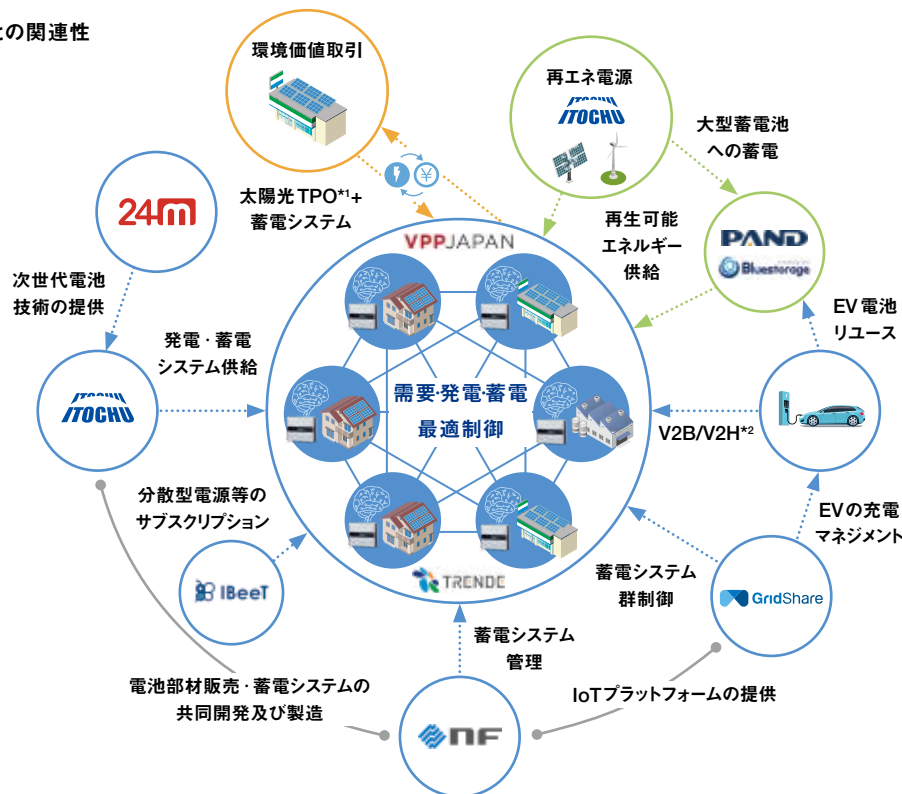 との関連性
環境価値取引
再エネ電源
ITOCHU
ITOCHU
大型蓄電池
への蓄電
24m
太陽光TPO*1+
蓄電システム
再生可能
エネルギー
供給
VPPJAPAN
PAND
Bluestorage
次世代電池
技術の提供
発電・蓄電
システム供給
EV電池
リユース
ITOCHU
ITOCHU
需要・発電・蓄電
最適制御
V2B/V2H*2
分散型電源等の
サブスクリプション
EVの充電
マネジメント
IBeeT
TRENDE
蓄電システム
群制御
GridShare
蓄電システム
管理
電池部材販売・蓄電システムの
共同開発及び製造
IoTプラットフォームの提供
nF